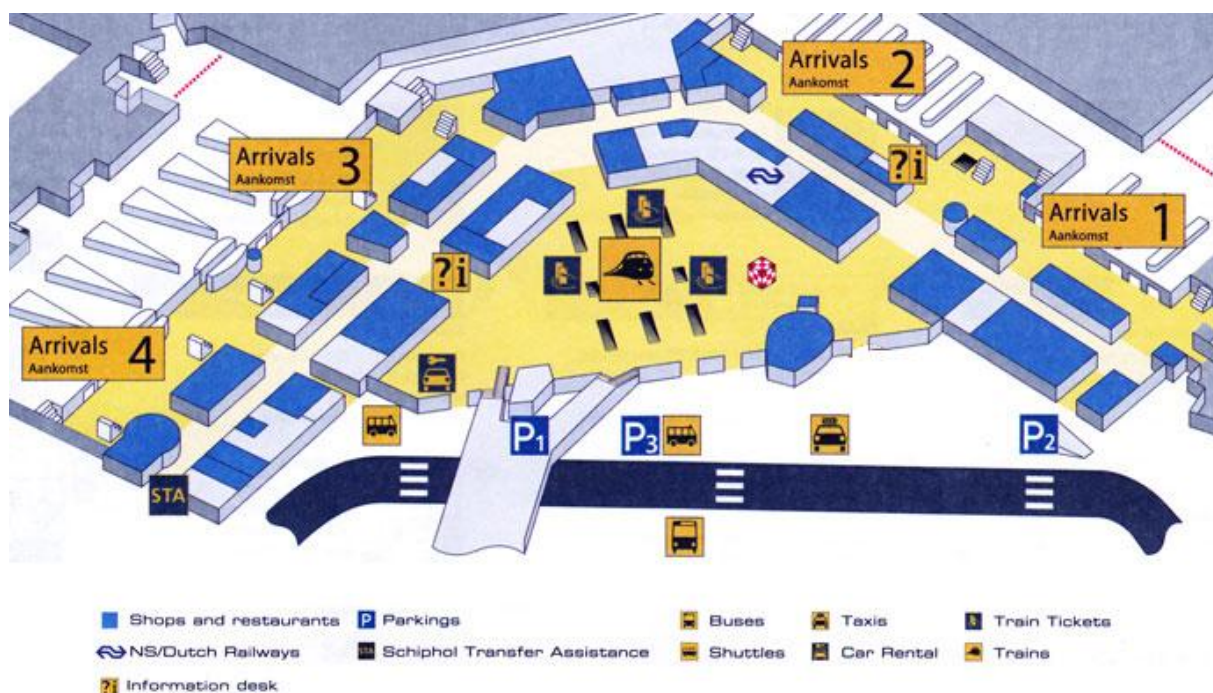 Arrivals 2
Aankomst
Arrivals 3
Aankomst
?i
Arrivals 1
Aankomst
?i
Arrivals 4
Aankomst
P1
P3
P2
STA
Shops and restaurants
P Parkings
Buses
Taxis
Train Tickets
NS/Dutch Railways
STA Schiphol Transfer Assistance
Shuttles
Car Rental
Trains
?i Information desk